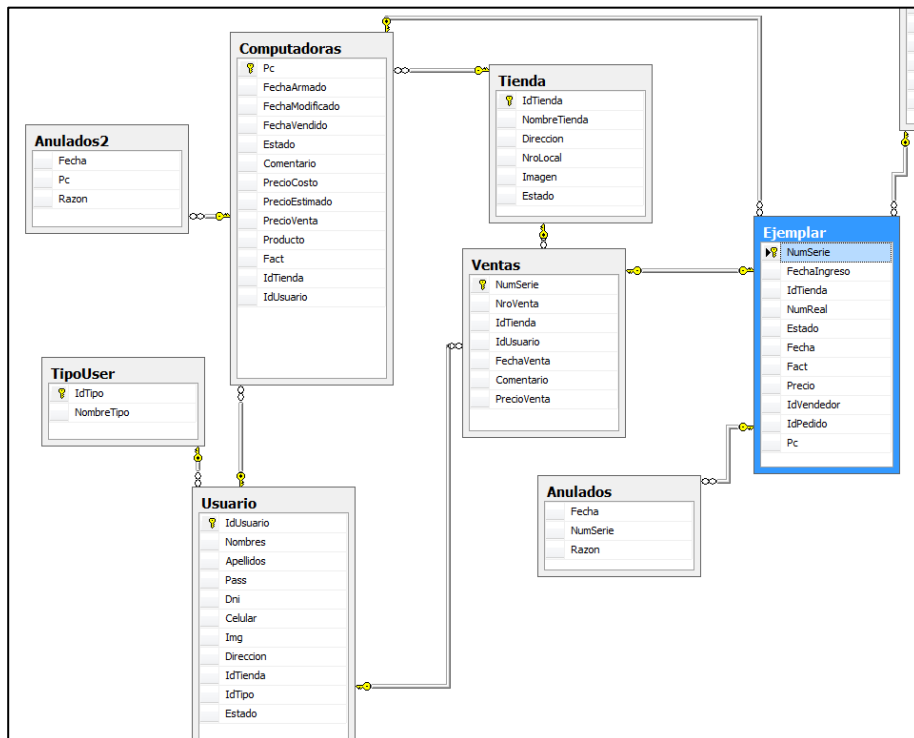 Computadoras
Pc
FechaArmado
FechaModificado
FechaVendido
Estado
Comentario
PrecioCosto
PrecioEstimado
PrecioVenta
Producto
Fact
IdTienda
IdUsuario
Tienda
IdTienda
NombreTienda
Direccion
NroLocal
Imagen
Estado
Anulados2
Fecha
Pc
Razon
Ejemplar
NumSerie
FechaIngreso
IdTienda
NumReal
Estado
Fecha
Fact
Precio
IdVendedor
IdPedido
Pc
Ventas
NumSerie
NroVenta
IdTienda
IdUsuario
FechaVenta
Comentario
PrecioVenta
TipoUser
IdTipo
NombreTipo
Anulados
Fecha
NumSerie
Razon
Usuario
IdUsuario
Nombres
Apellidos
Pass
Dni
Celular
Img
Direccion
IdTienda
IdTipo
Estado